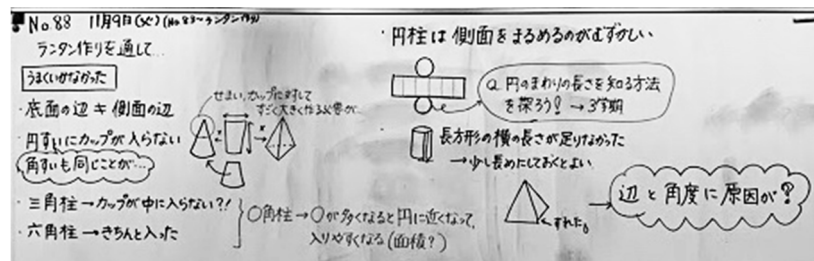 No.88 11月9日(火)(No.83~ランタン作り)
ランタン作りを通して…
うまくいかなかった
・底面の辺≠側面の辺
・円すいにカップが入らない
角すいも同じことが…
せまい、カップに対して
すごく大きく作る必要が…
・三角柱→カップが中に入らない?!
・六角柱→きちんと入った
○角柱→○が多くなると円に近くなって、
入りやすくなる(面積?)
・円柱は側面をまるめるのがむずかしい
Q 円のまわりの長さを知る方法
を探ろう! →3学期
長方形の横の長さが足りなかった
→少し長めにしておくとよい
ずれた。
→辺と角度に原因が?